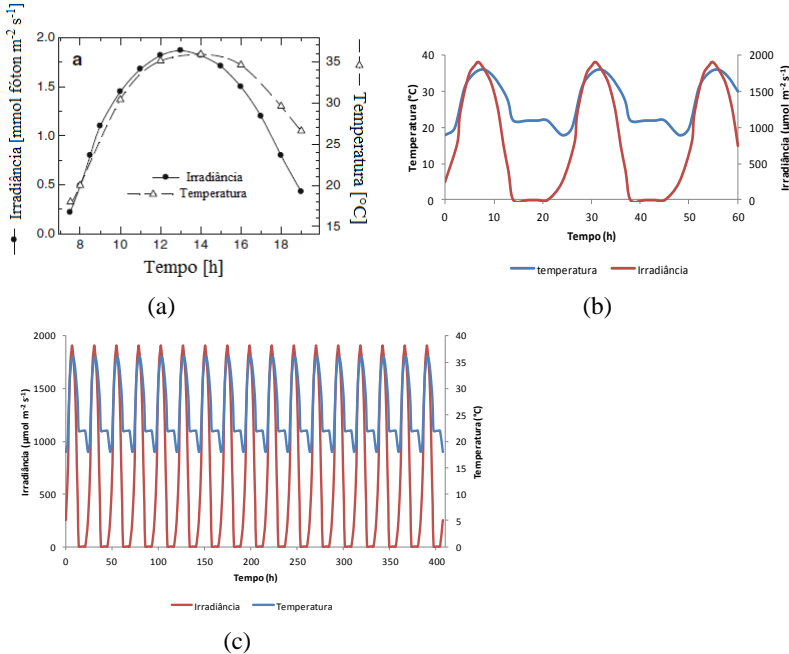 a
Irradiância [mmol fóton m⁻² s⁻¹]
2.0
1.5
1.0
0.5
0.0
35
30
25
20
15
Temperatura [°C]
Irradiância
Temperatura
8 10 12 14 16 18
Tempo [h]
(a)
Temperatura (°C)
40
30
20
10
0
2000
1500
1000
500
0
Irradiância (µmol m⁻² s⁻¹)
0 10 20 30 40 50 60
Tempo (h)
temperatura Irradiância
(b)
Irradiância (µmol m⁻² s⁻¹)
2000
1500
1000
500
0
40
35
30
25
20
15
10
5
0
Temperatura (°C)
0 50 100 150 200 250 300 350 400
Tempo (h)
Irradiância Temperatura
(c)